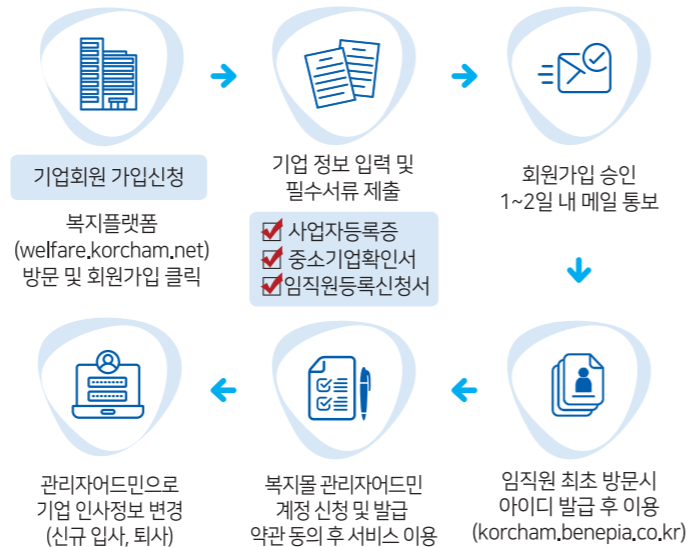 기업회원 가입신청
복지플랫폼
(welfare.korcham.net)
방문 및 회원가입 클릭
기업 정보 입력 및
필수서류 제출
사업자등록증
중소기업확인서
임직원등록신청서
회원가입 승인
1~2일 내 메일 통보
임직원 최초 방문시
아이디 발급 후 이용
(korcham.benepia.co.kr)
복지몰 관리자어드민
계정 신청 및 발급
약관 동의 후 서비스 이용
관리자어드민으로
기업 인사정보 변경
(신규 입사, 퇴사)